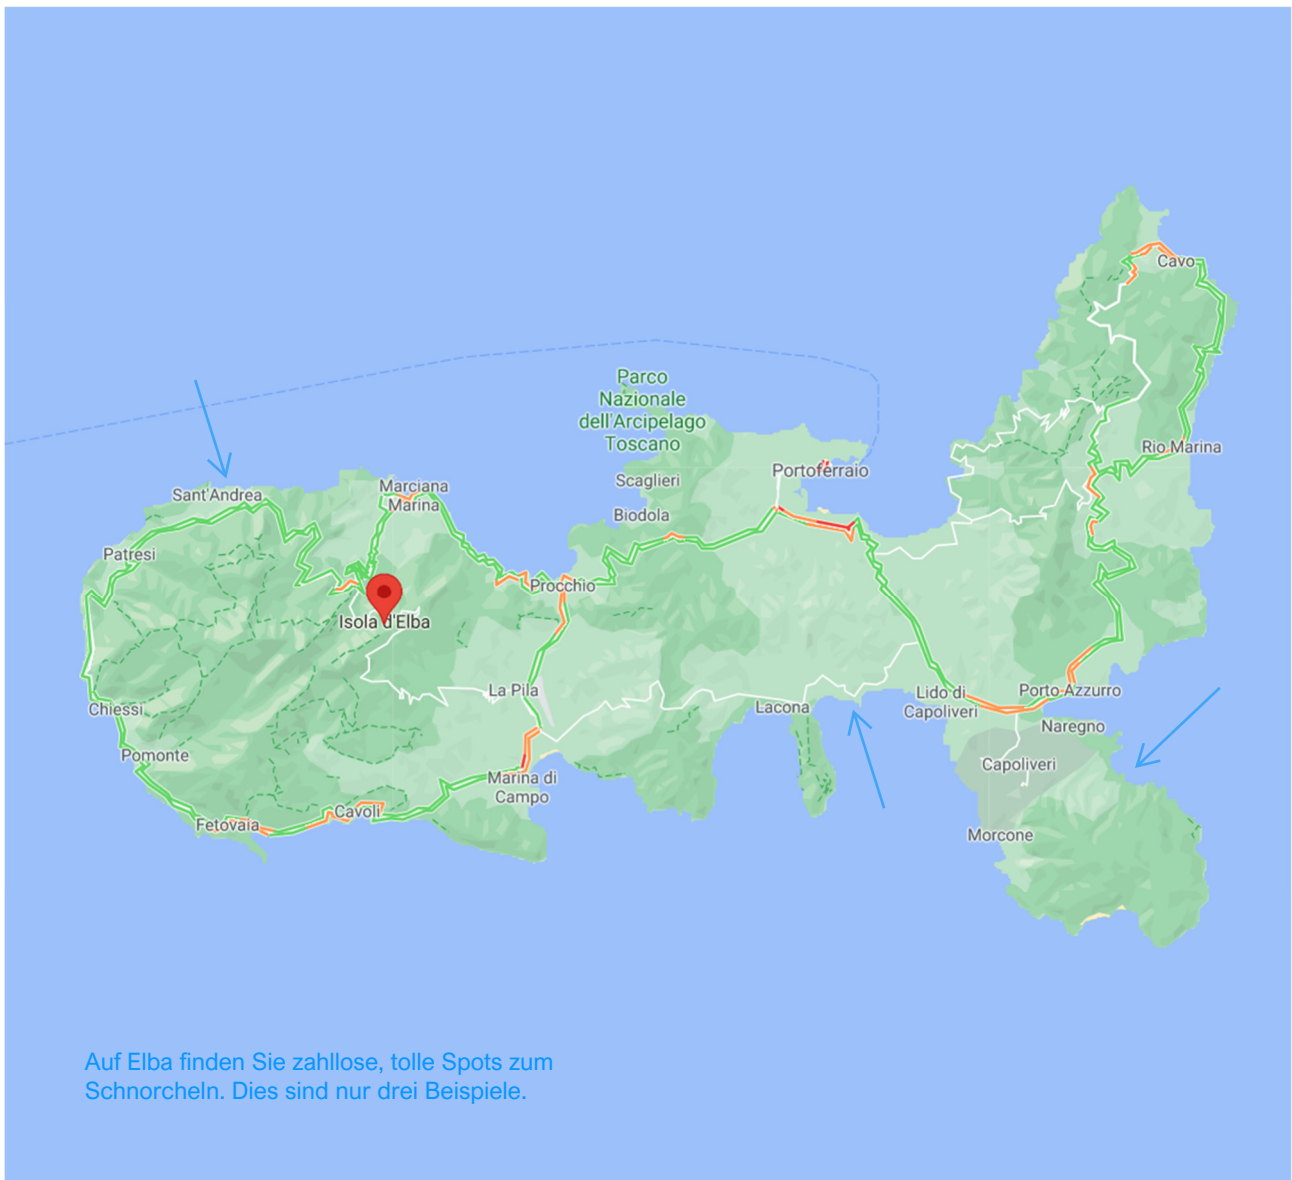 Cavo
Parco
Nazionale
dell'Arcipelago
Toscano
Rio Marina
Portoferraio
Scaglieri
Marciana
Marina
Sant'Andrea
Biodola
Patresi
Procchio
Isola d'Elba
La Pila
Lido di
Capoliveri
Porto Azzurro
Lacona
Chiessi
Naregno
Pomonte
Capoliveri
Marina di
Campo
Cavoli
Fetovaia
Morcone
Auf Elba finden Sie zahllose, tolle Spots zum
Schnorcheln. Dies sind nur drei Beispiele.